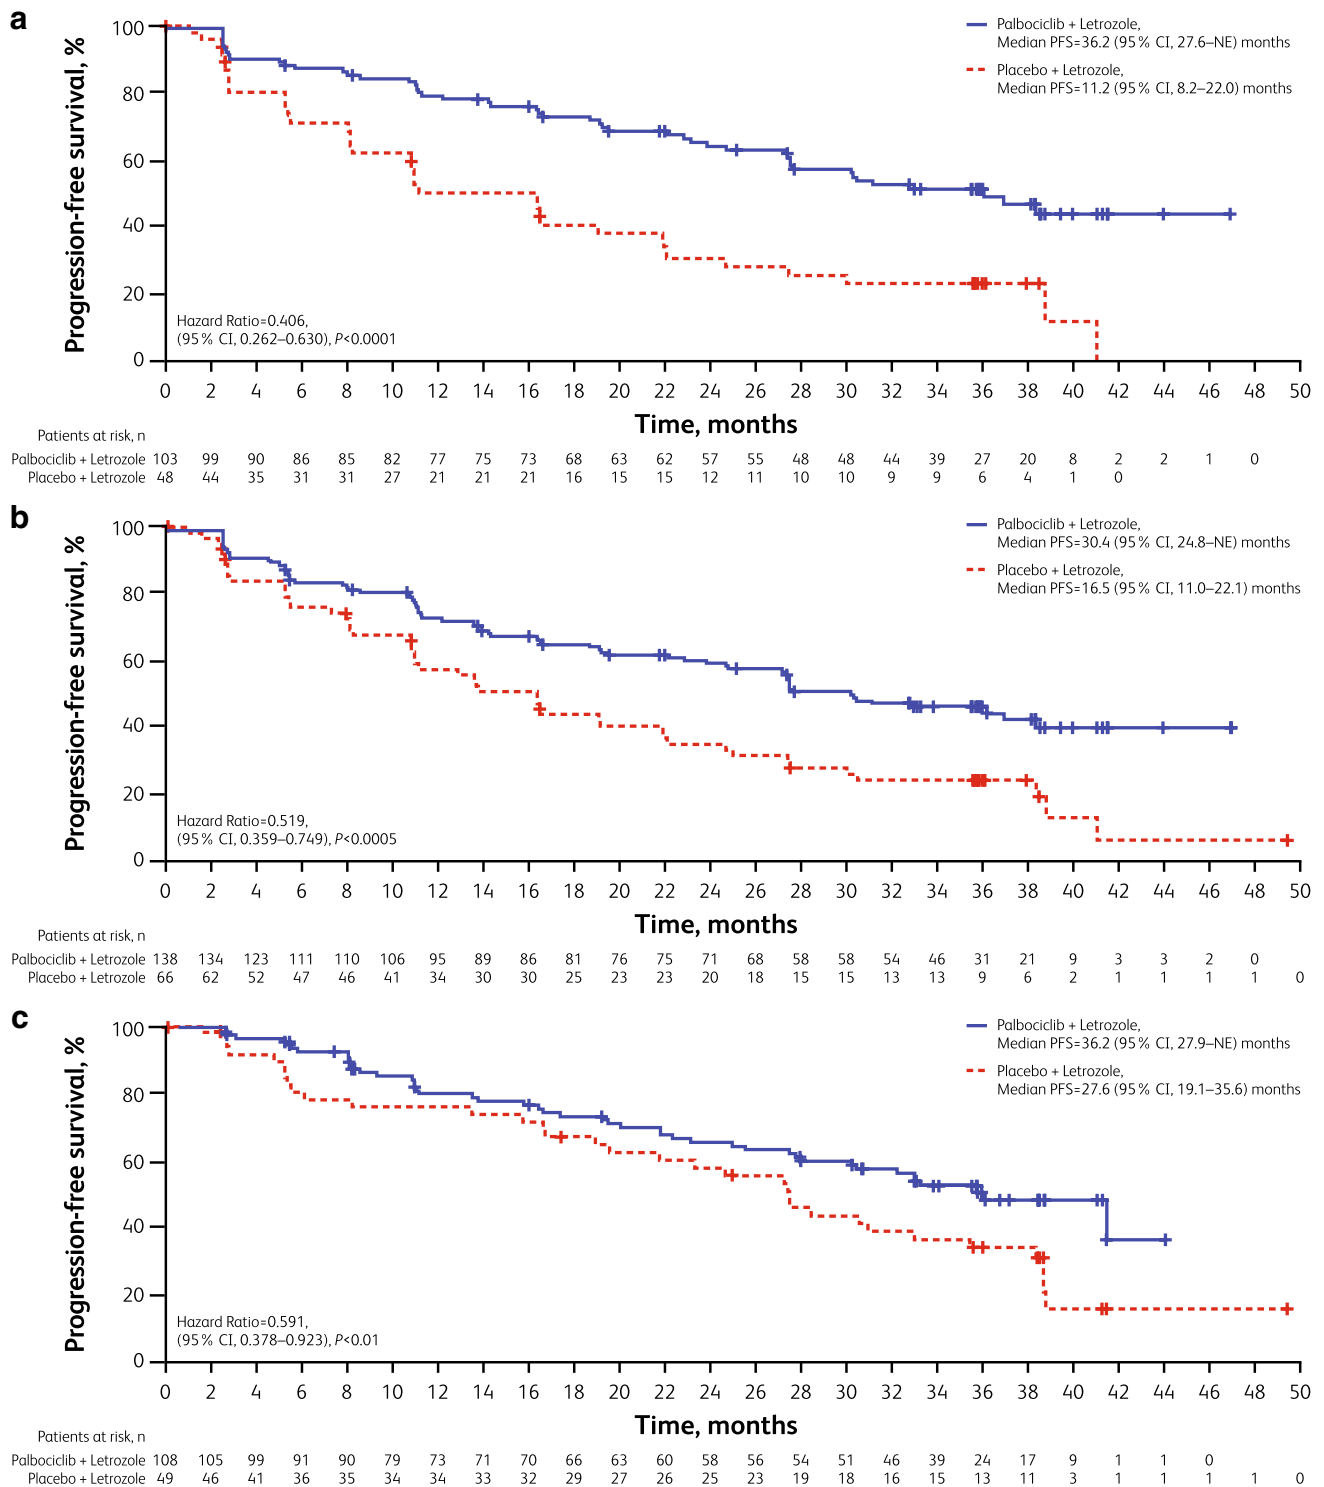 a
Progression-free survival, %
100
80
60
40
20
0
Palbociclib + Letrozole,
Median PFS=36.2 (95 % CI, 27.6–NE) months
Placebo + Letrozole,
Median PFS=11.2 (95 % CI, 8.2–22.0) months
Hazard Ratio=0.406,
(95 % CI, 0.262–0.630), P<0.0001
0 2 4 6 8 10 12 14 16 18 20 22 24 26 28 30 32 34 36 38 40 42 44 46 48 50
Time, months
Patients at risk, n
Palbociclib + Letrozole 103 99 90 86 85 82 77 75 73 68 63 62 57 55 48 48 44 39 27 20 8 2 2 1 0
Placebo + Letrozole 48 44 35 31 31 27 21 21 21 16 15 15 12 11 10 10 9 9 6 4 1 0
b
Progression-free survival, %
100
80
60
40
20
0
Palbociclib + Letrozole,
Median PFS=30.4 (95 % CI, 24.8–NE) months
Placebo + Letrozole,
Median PFS=16.5 (95 % CI, 11.0–22.1) months
Hazard Ratio=0.519,
(95 % CI, 0.359–0.749), P<0.0005
0 2 4 6 8 10 12 14 16 18 20 22 24 26 28 30 32 34 36 38 40 42 44 46 48 50
Time, months
Patients at risk, n
Palbociclib + Letrozole 138 134 123 111 110 106 95 89 86 81 76 75 71 68 58 58 54 46 31 21 9 3 3 2 0
Placebo + Letrozole 66 62 52 47 46 41 34 30 30 25 23 23 20 18 15 15 13 13 9 6 2 1 1 1 1 0
c
Progression-free survival, %
100
80
60
40
20
0
Palbociclib + Letrozole,
Median PFS=36.2 (95 % CI, 27.9–NE) months
Placebo + Letrozole,
Median PFS=27.6 (95 % CI, 19.1–35.6) months
Hazard Ratio=0.591,
(95 % CI, 0.378–0.923), P<0.01
0 2 4 6 8 10 12 14 16 18 20 22 24 26 28 30 32 34 36 38 40 42 44 46 48 50
Time, months
Patients at risk, n
Palbociclib + Letrozole 108 105 99 91 90 79 73 71 70 66 63 60 58 56 54 51 46 39 24 17 9 1 1 0
Placebo + Letrozole 49 46 41 36 35 34 34 33 32 29 27 26 25 23 19 18 16 15 13 11 3 1 1 1 1 0